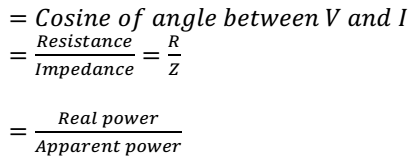 = Cosine of angle between V and I
= Resistance / Impedance = R / Z
= Real power / Apparent power